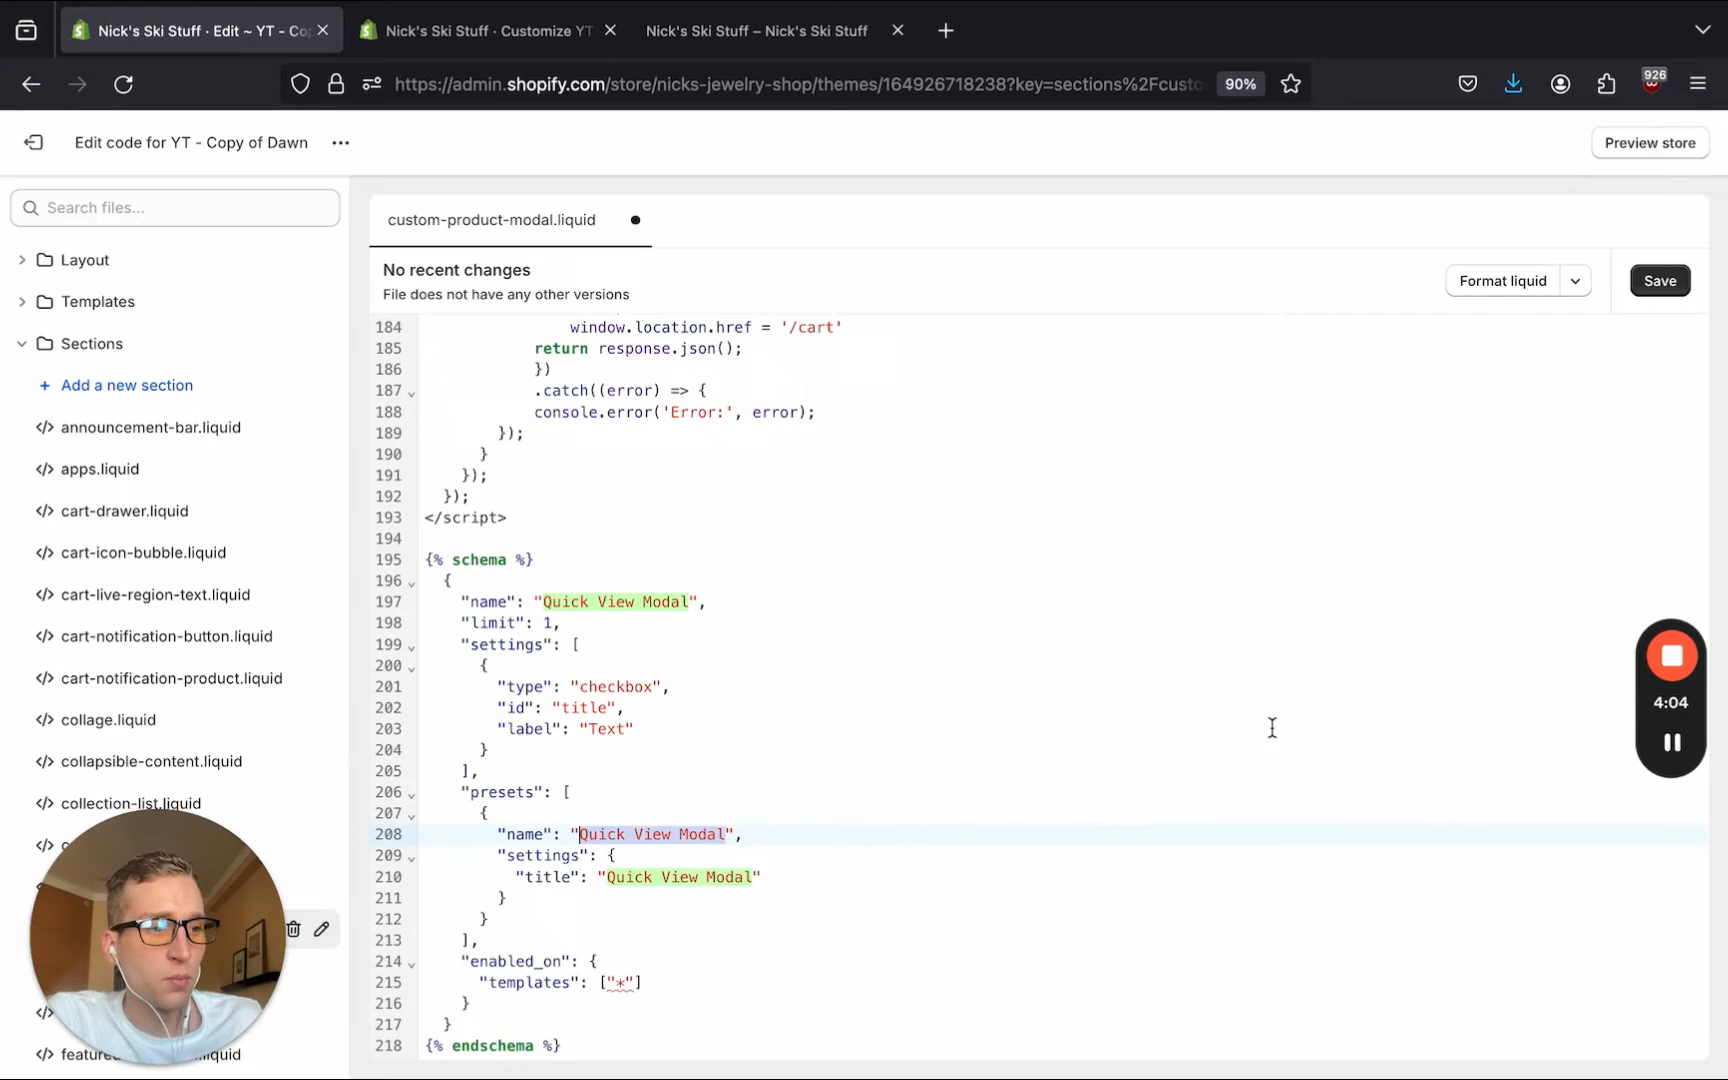 Nick's Ski Stuff · Edit ~ YT - Co
Nick's Ski Stuff · Customize YT
Nick's Ski Stuff – Nick's Ski Stuff
https://admin.shopify.com/store/nicks-jewelry-shop/themes/164926718238?key=sections%2Fcusto
90%
926
Edit code for YT - Copy of Dawn
Preview store
Search files...
Layout
Templates
Sections
+ Add a new section
</> announcement-bar.liquid
</> apps.liquid
</> cart-drawer.liquid
</> cart-icon-bubble.liquid
</> cart-live-region-text.liquid
</> cart-notification-button.liquid
</> cart-notification-product.liquid
</> collage.liquid
</> collapsible-content.liquid
</> collection-list.liquid
</>
</>
</> featured liquid
custom-product-modal.liquid
No recent changes
File does not have any other versions
Format liquid
Save
184 window.location.href = '/cart'
185 return response.json();
186 })
187 .catch((error) => {
188 console.error('Error:', error);
189 });
190 }
191 });
192 });
193 </script>
194
195 {% schema %}
196 {
197 "name": "Quick View Modal",
198 "limit": 1,
199 "settings": [
200 {
201 "type": "checkbox",
202 "id": "title",
203 "label": "Text"
204 }
205 ],
206 "presets": [
207 {
208 "name": "Quick View Modal",
209 "settings": {
210 "title": "Quick View Modal"
211 }
212 }
213 ],
214 "enabled_on": {
215 "templates": ["*"]
216 }
217 }
218 {% endschema %}
4:04